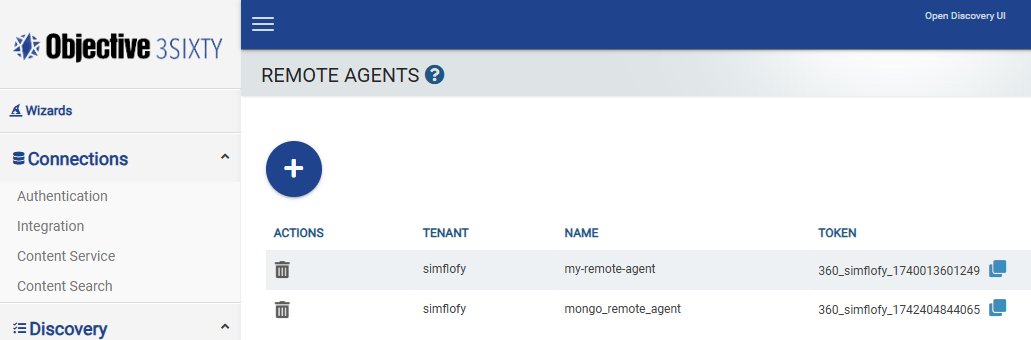 Objective 3SIXTY
Open Discovery UI
REMOTE AGENTS ?
Wizards
Connections
Authentication
Integration
Content Service
Content Search
Discovery
+
ACTIONS TENANT NAME TOKEN
simflofy my-remote-agent 360_simflofy_1740013601249
simflofy mongo_remote_agent 360_simflofy_1742404844065